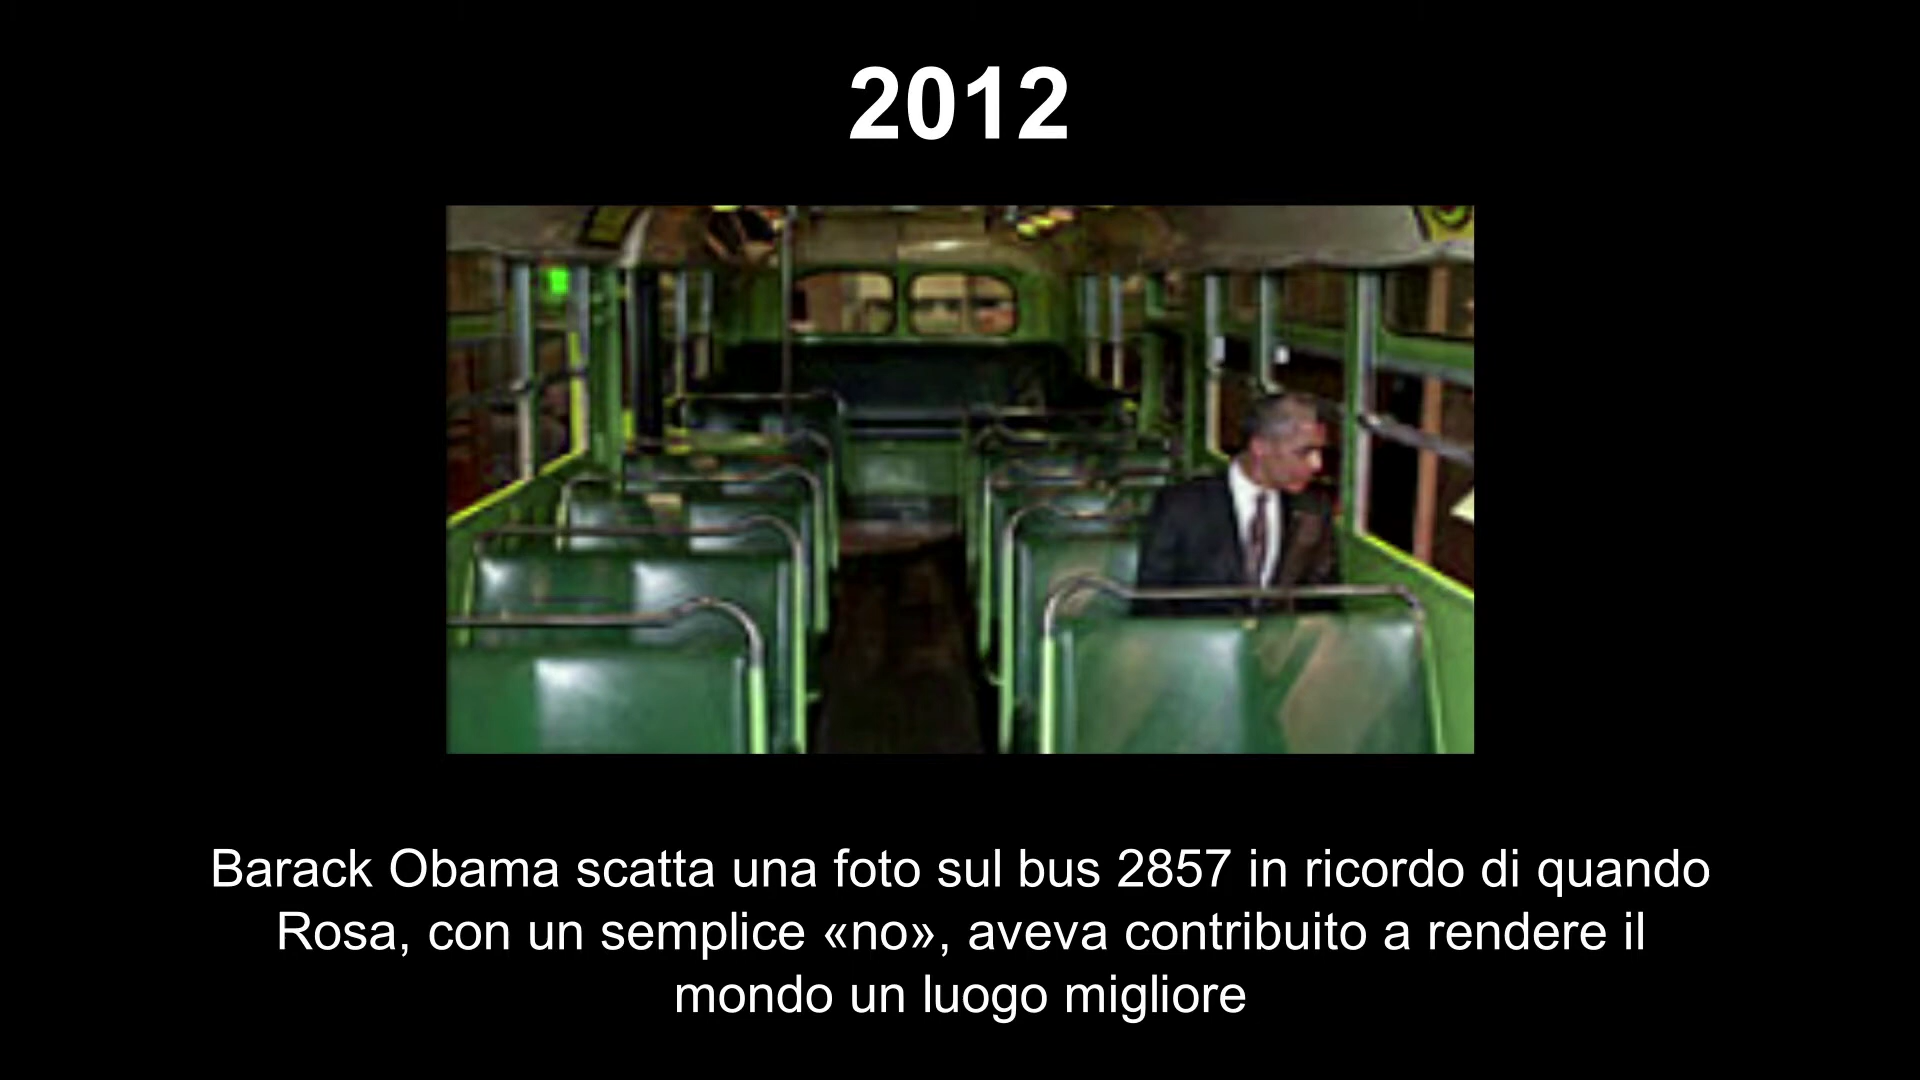 2012
Barack Obama scatta una foto sul bus 2857 in ricordo di quando
Rosa, con un semplice «no», aveva contribuito a rendere il
mondo un luogo migliore